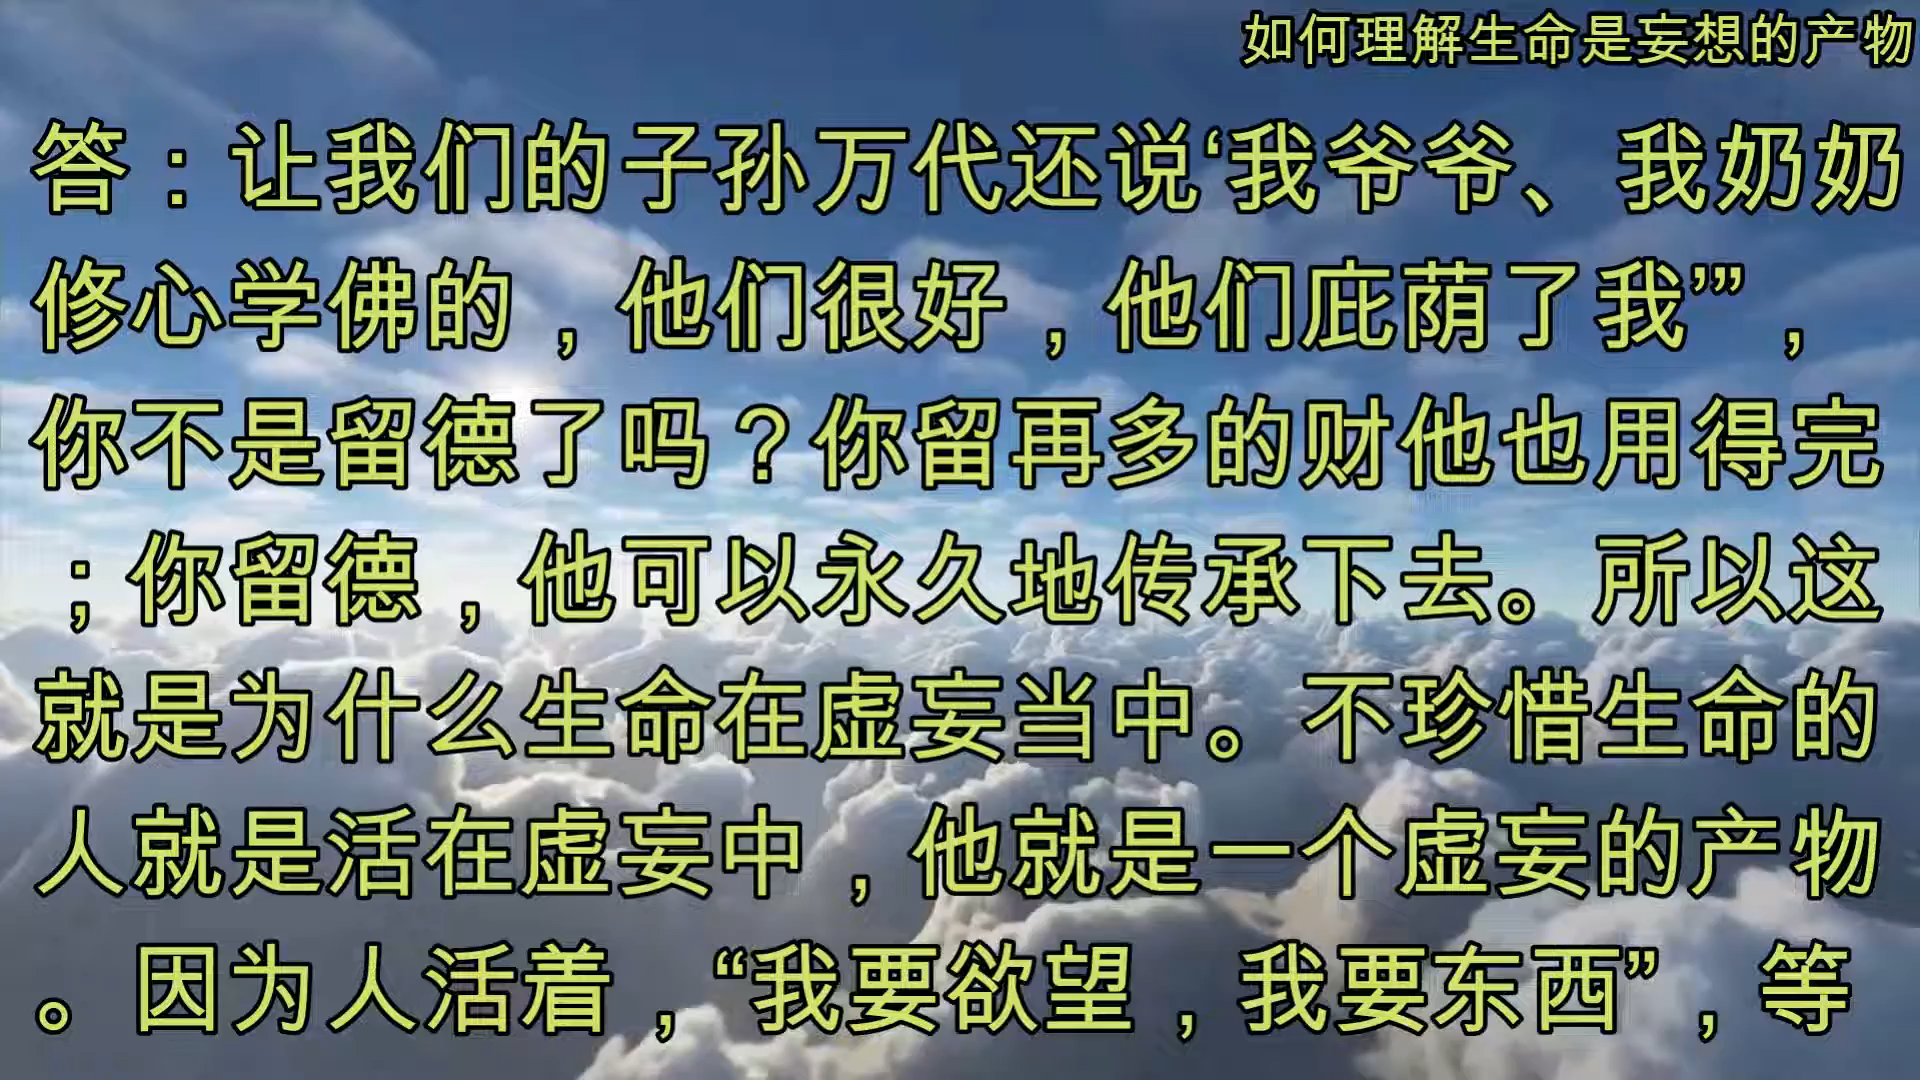 如何理解生命是妄想的产物
答：让我们的子孙万代还说‘我爷爷、我奶奶
修心学佛的，他们很好，他们庇荫了我’”，
你不是留德了吗？你留再多的财他也用得完
；你留德，他可以永久地传承下去。所以这
就是为什么生命在虚妄当中。不珍惜生命的
人就是活在虚妄中，他就是一个虚妄的产物
。因为人活着，“我要欲望，我要东西”，等